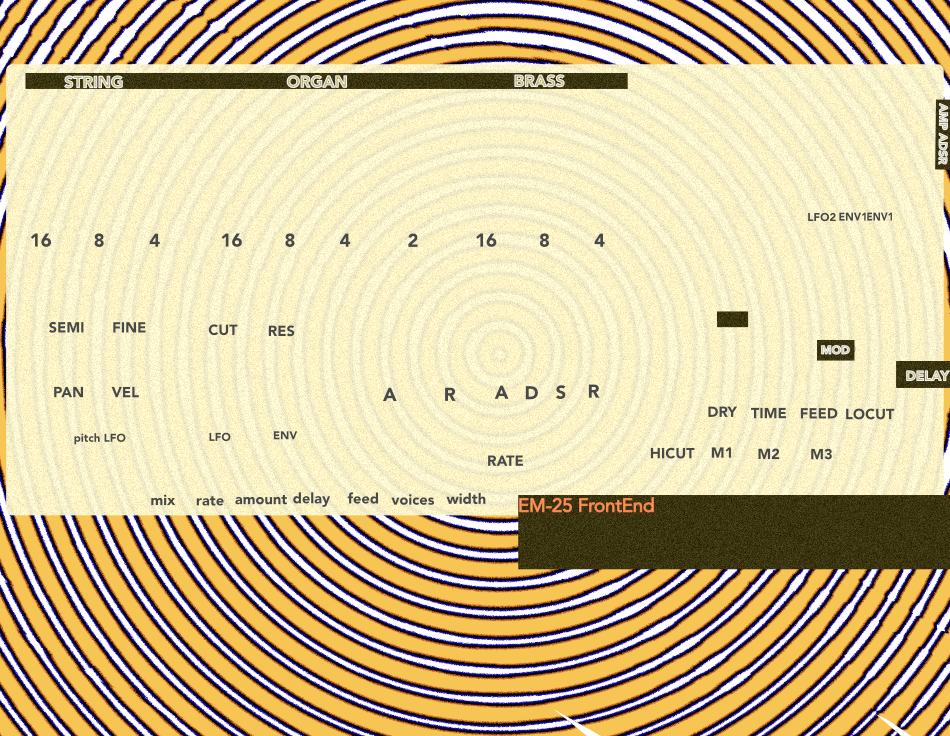 STRING ORGAN BRASS
AMP ADSR
LFO2 ENV1ENV1
16 8 4 16 8 4 2 16 8 4
SEMI FINE CUT RES
MOD
DELAY
PAN VEL A R A D S R
DRY TIME FEED LOCUT
pitch LFO LFO ENV
HICUT M1 M2 M3
RATE
mix rate amount delay feed voices width
EM-25 FrontEnd